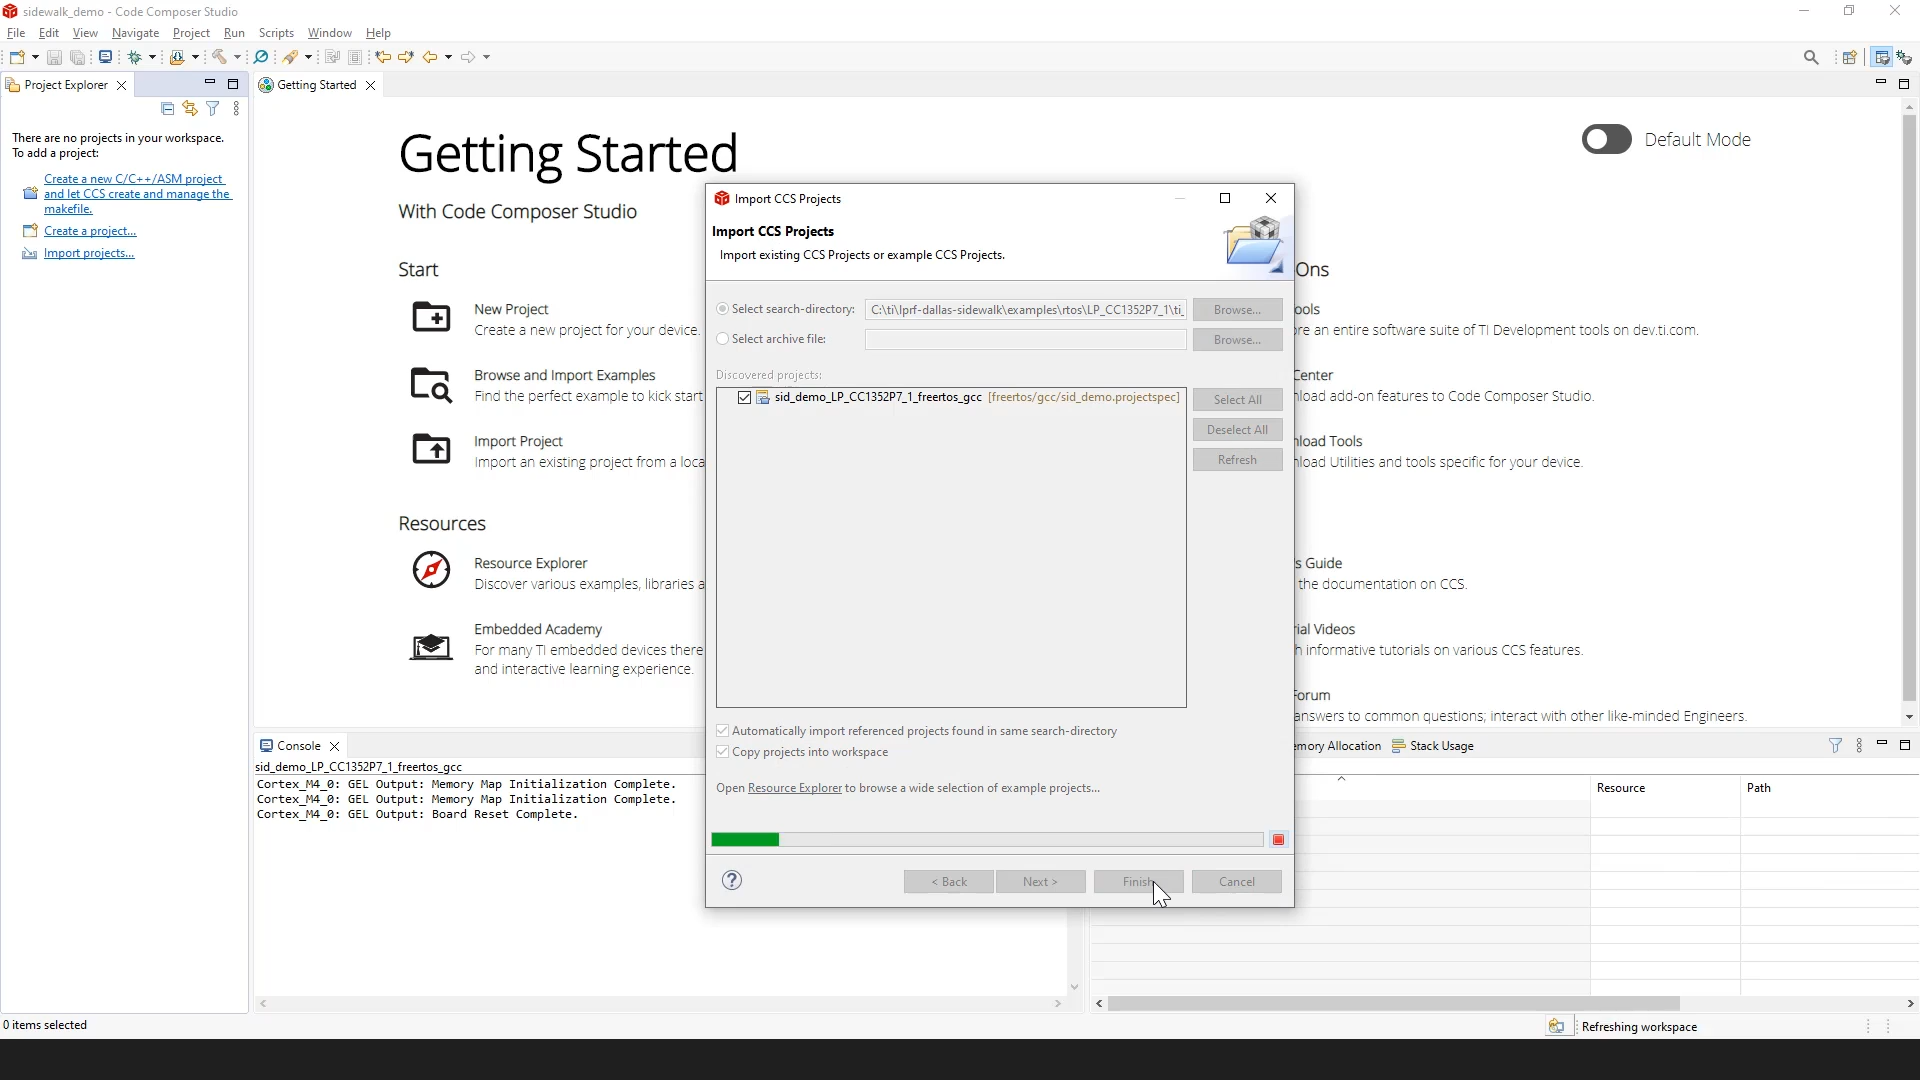 sidewalk_demo - Code Composer Studio
File Edit View Navigate Project Run Scripts Window Help
Project Explorer
There are no projects in your workspace.
To add a project:
Create a new C/C++/ASM project
and let CCS create and manage the
makefile.
Create a project...
Import projects...
Getting Started
Getting Started
Default Mode
With Code Composer Studio
Start
New Project
Create a new project for your device.
Browse and Import Examples
Find the perfect example to kick start
Import Project
Import an existing project from a loca
Resources
Resource Explorer
Discover various examples, libraries a
Embedded Academy
For many TI embedded devices there
and interactive learning experience.
Import CCS Projects
Import CCS Projects
Import existing CCS Projects or example CCS Projects.
Select search-directory: C:\ti\lprf-dallas-sidewalk\examples\rtos\LP_CC1352P7_1\ti_ Browse...
Select archive file: Browse...
Discovered projects:
sid_demo_LP_CC1352P7_1_freertos_gcc [freertos/gcc/sid_demo.projectspec]
Select All
Deselect All
Refresh
Automatically import referenced projects found in same search-directory
Copy projects into workspace
Open Resource Explorer to browse a wide selection of example projects...
? < Back Next > Finish Cancel
Ons
ools
re an entire software suite of TI Development tools on dev.ti.com.
Center
nload add-on features to Code Composer Studio.
nload Tools
nload Utilities and tools specific for your device.
s Guide
the documentation on CCS.
rial Videos
n informative tutorials on various CCS features.
Forum
answers to common questions; interact with other like-minded Engineers.
Console
sid_demo_LP_CC1352P7_1_freertos_gcc
Cortex_M4_0: GEL Output: Memory Map Initialization Complete.
Cortex_M4_0: GEL Output: Memory Map Initialization Complete.
Cortex_M4_0: GEL Output: Board Reset Complete.
emory Allocation Stack Usage
Resource Path
0 items selected
Refreshing workspace